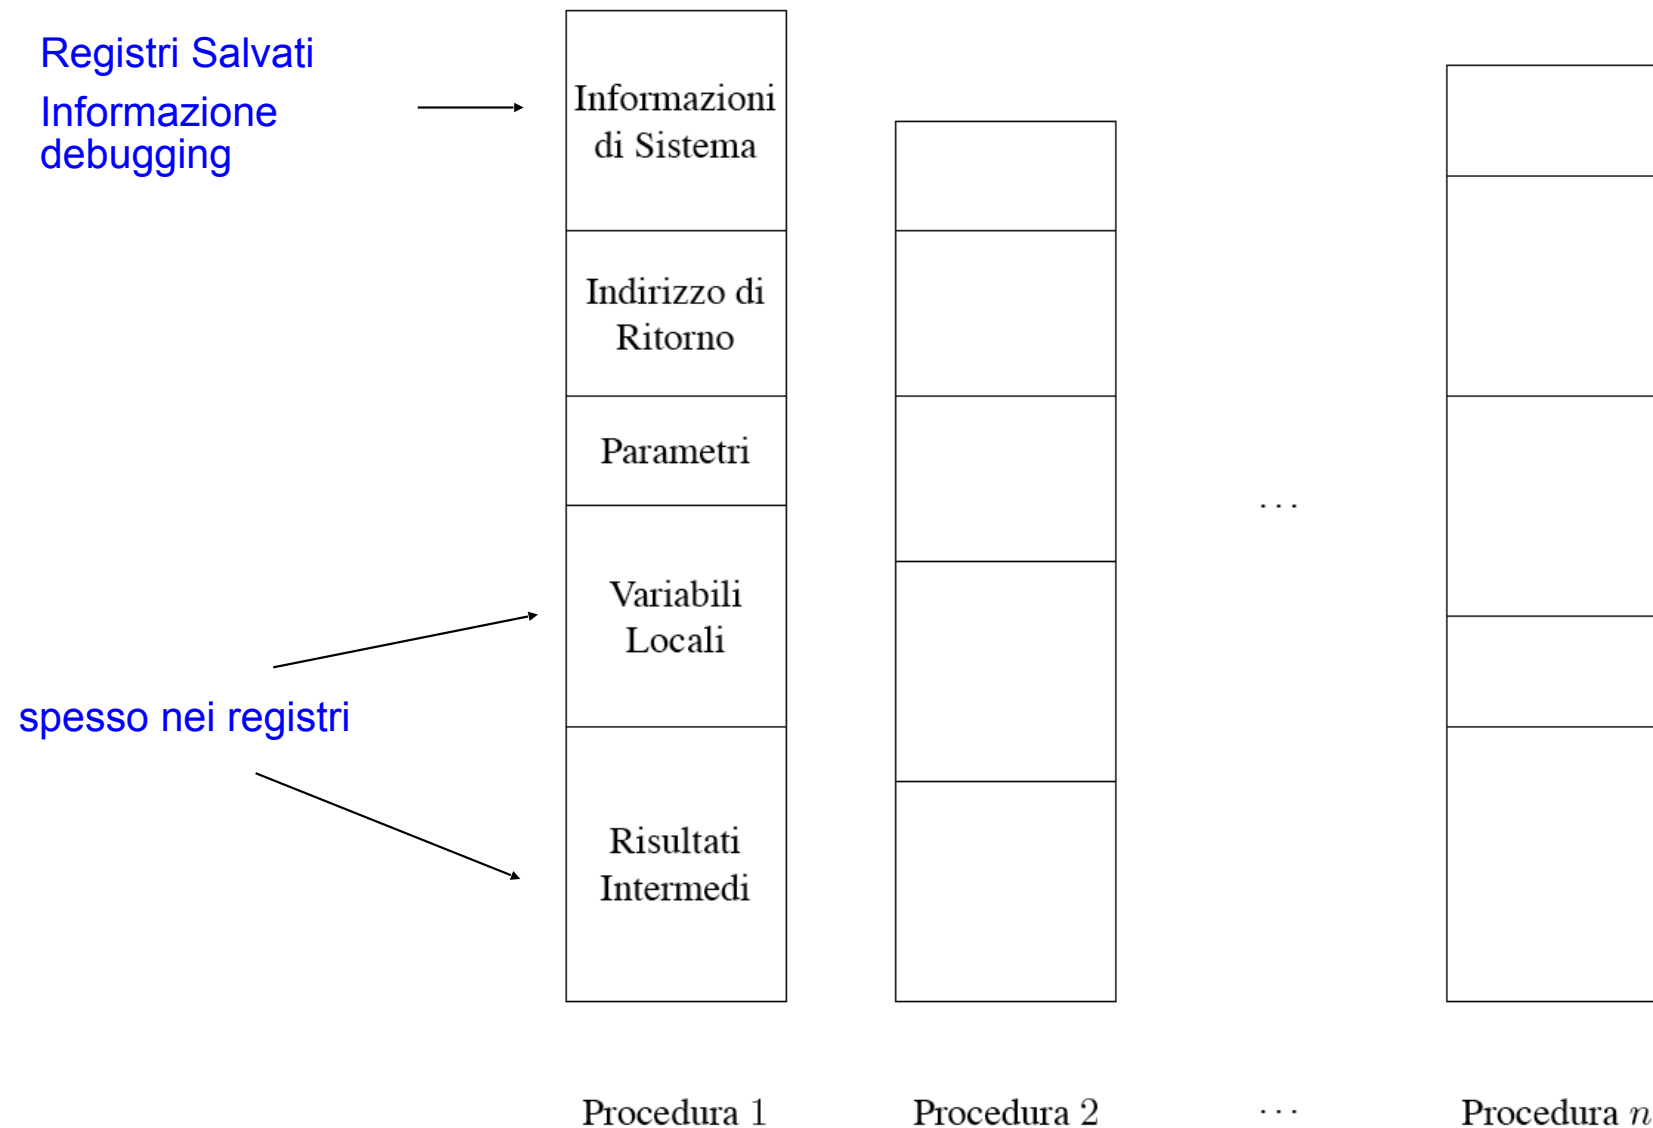 Registri Salvati
Informazione
debugging
Informazioni
di Sistema
Indirizzo di
Ritorno
Parametri
...
Variabili
Locali
spesso nei registri
Risultati
Intermedi
Procedura 1
Procedura 2
...
Procedura n